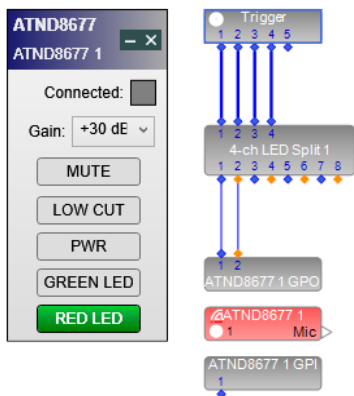 ATND8677
ATND8677 1
Connected:
Gain: +30 dE
MUTE
LOW CUT
PWR
GREEN LED
RED LED
Trigger
1 2 3 4 5
1 2 3 4
4-ch LED Split 1
1 2 3 4 5 6 7 8
1 2
ATND8677 1 GPO
ATND8677 1
1 Mic
ATND8677 1 GPI
1